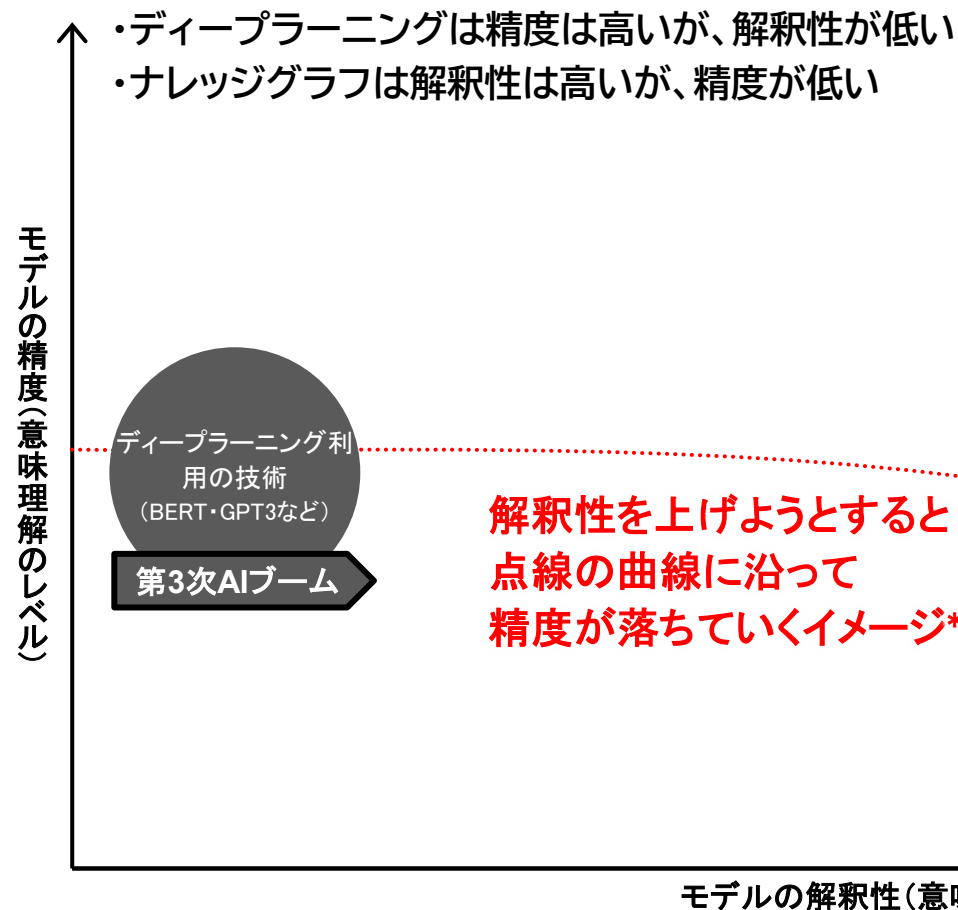 ・ディープラーニングは精度は高いが、解釈性が低い
・ナレッジグラフは解釈性は高いが、精度が低い
モデルの精度（意味理解のレベル）
ディープラーニング利
用の技術
（BERT・GPT3など）
第3次AIブーム
解釈性を上げようとすると
点線の曲線に沿って
精度が落ちていくイメージ*
モデルの解釈性（意